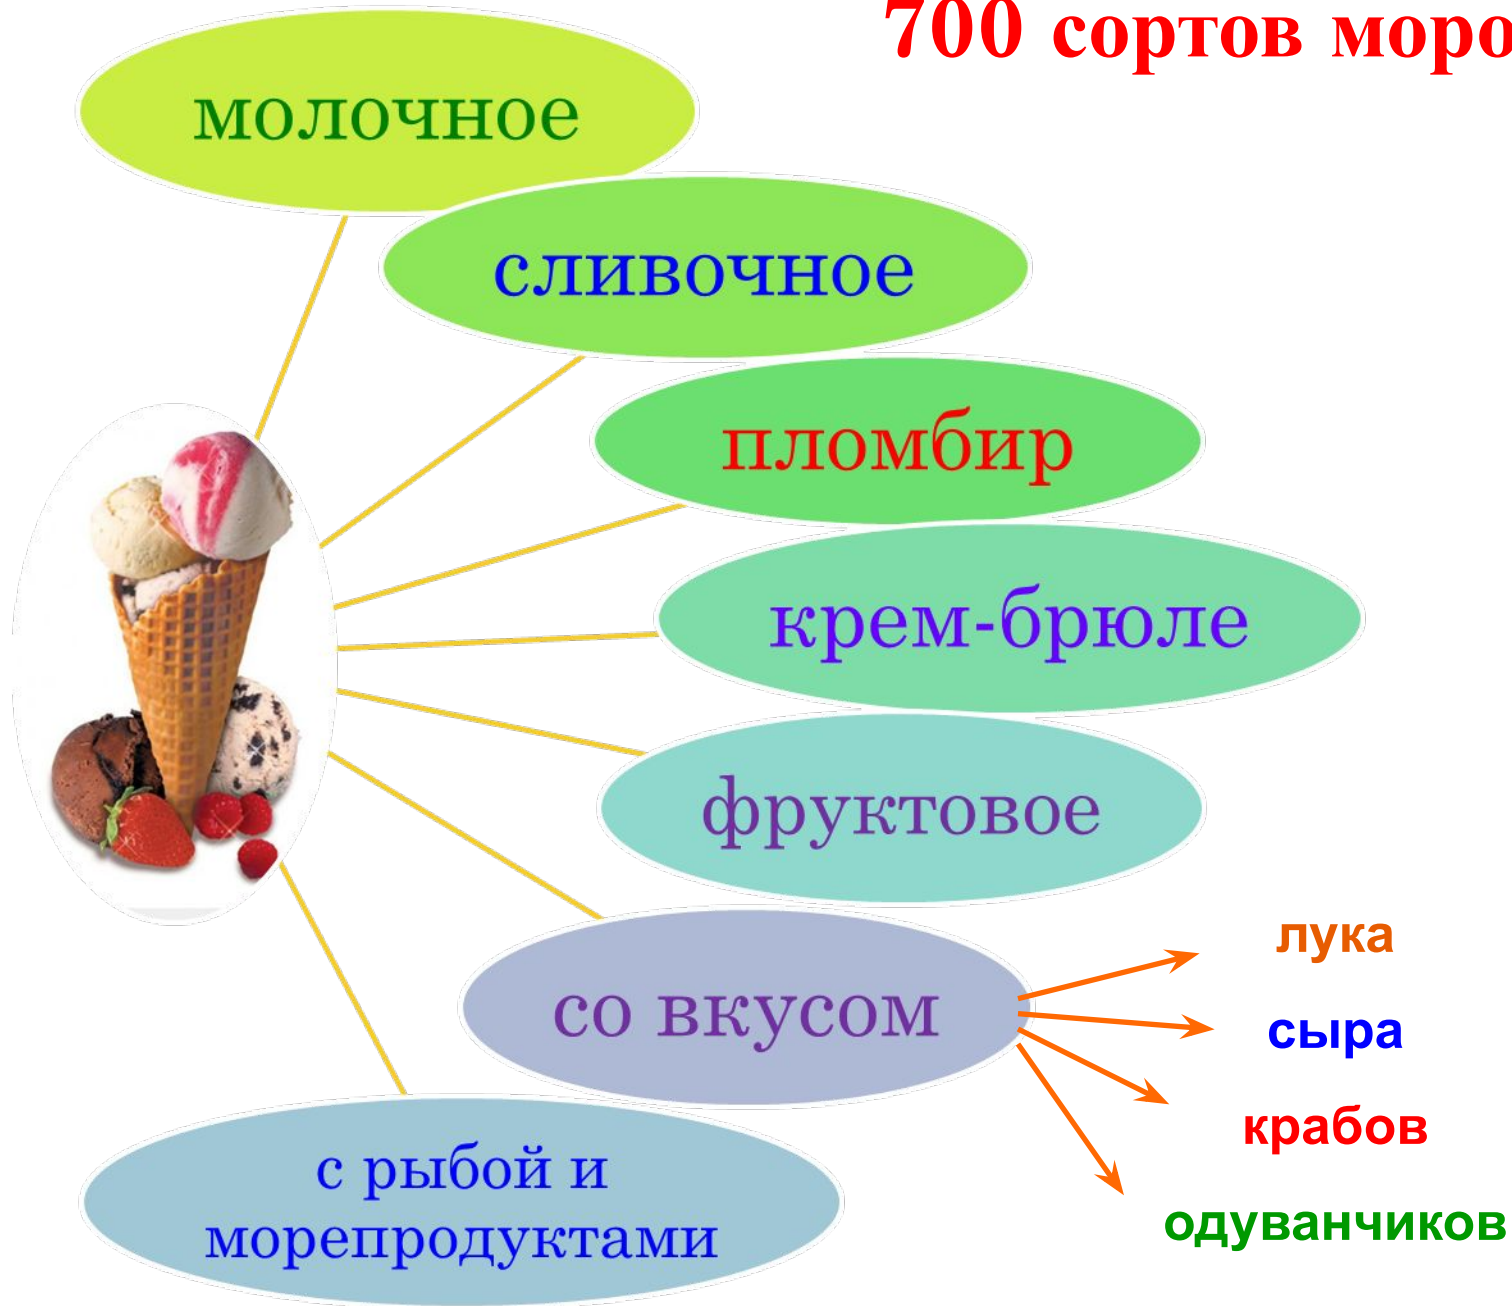 700 сортов моро
молочное
сливочное
пломбир
крем-брюле
фруктовое
со вкусом
лука
сыра
крабов
одуванчиков
с рыбой и
морепродуктами